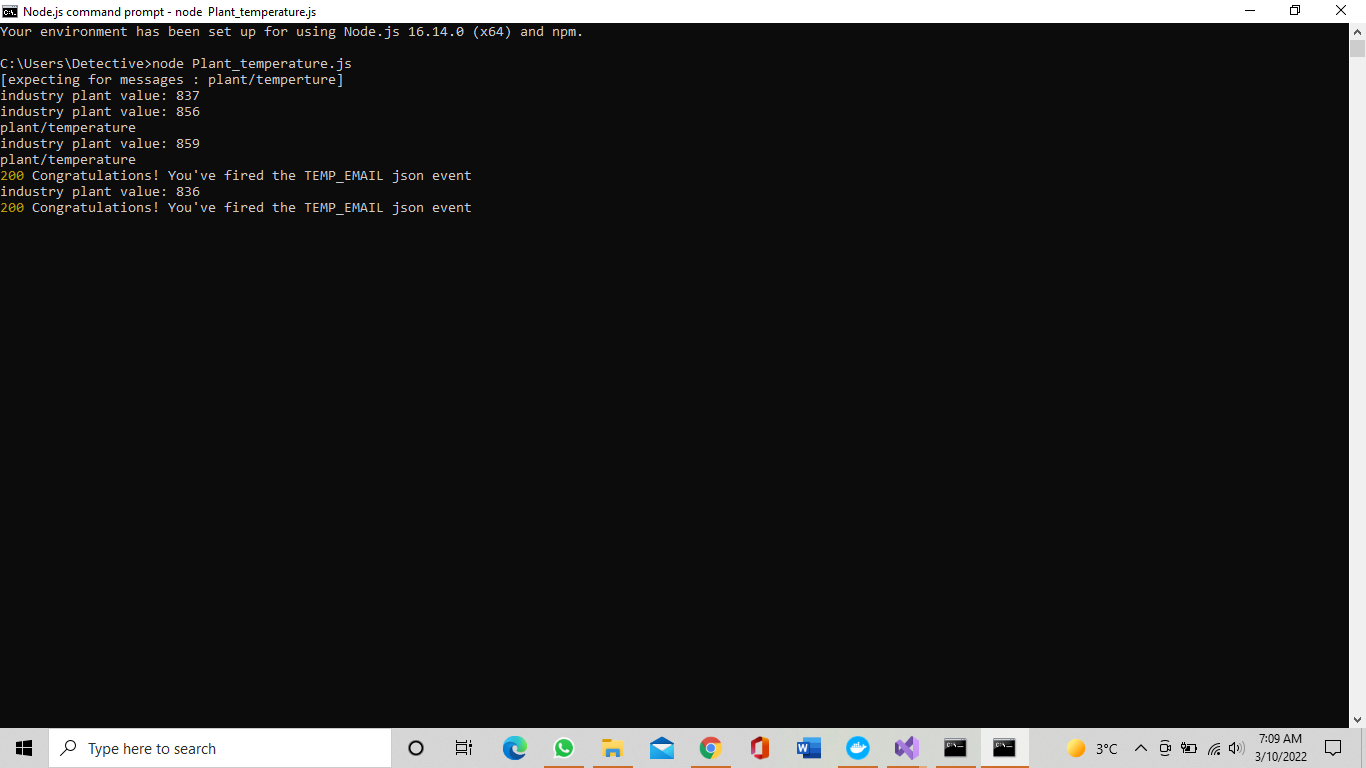 Node.js command prompt - node  Plant_temperature.js
Your environment has been set up for using Node.js 16.14.0 (x64) and npm.
C:\Users\Detective>node Plant_temperature.js
[expecting for messages : plant/temperture]
industry plant value: 837
industry plant value: 856
plant/temperature
industry plant value: 859
plant/temperature
200 Congratulations! You've fired the TEMP_EMAIL json event
industry plant value: 836
200 Congratulations! You've fired the TEMP_EMAIL json event
Type here to search
3°C
7:09 AM
3/10/2022